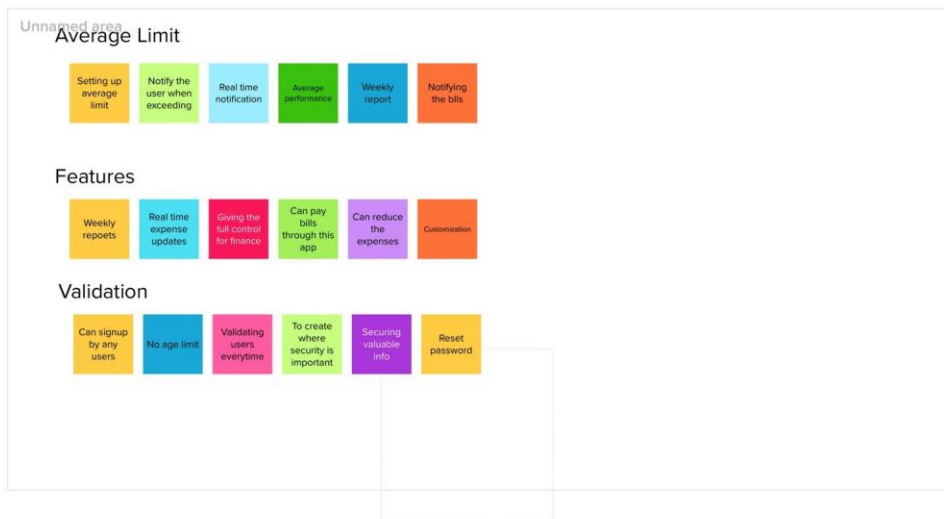 Unnamed area
Average Limit
Setting up
average
limit
Notify the
user when
exceeding
Real time
notification
Average
performance
Weekly
report
Notifying
the blls
Features
Weekly
repoets
Real time
expense
updates
Giving the
full control
for finance
Can pay
bills
through this
app
Can reduce
the
expenses
Customization
Validation
Can signup
by any
users
No age limit
Validating
users
everytime
To create
where
security is
important
Securing
valuable
info
Reset
password